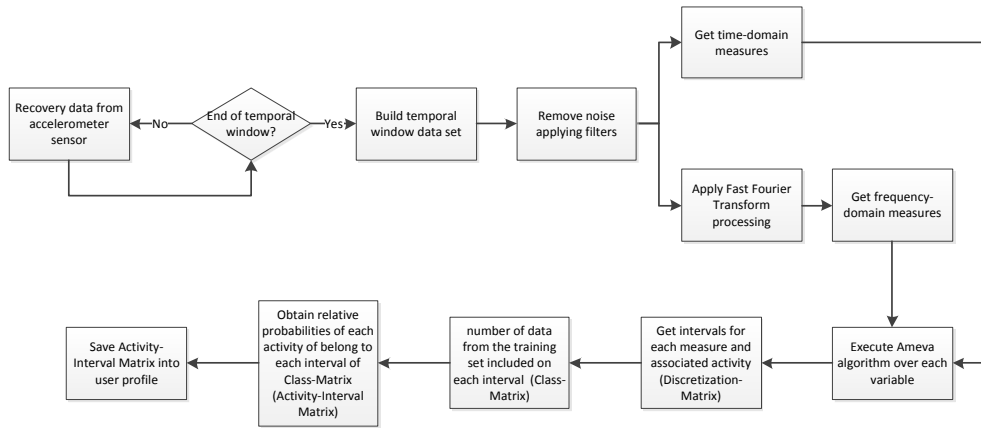 Get time-domain
measures
Recovery data from
accelerometer
sensor
No
End of temporal
window?
Yes
Build temporal
window data set
Remove noise
applying filters
Apply Fast Fourier
Transform
processing
Get frequency-
domain measures
Execute Ameva
algorithm over each
variable
Get intervals for
each measure and
associated activity
(Discretization-
Matrix)
number of data
from the training
set included on
each interval (Class-
Matrix)
Obtain relative
probabilities of each
activity of belong to
each interval of
Class-Matrix
(Activity-Interval
Matrix)
Save Activity-
Interval Matrix into
user profile